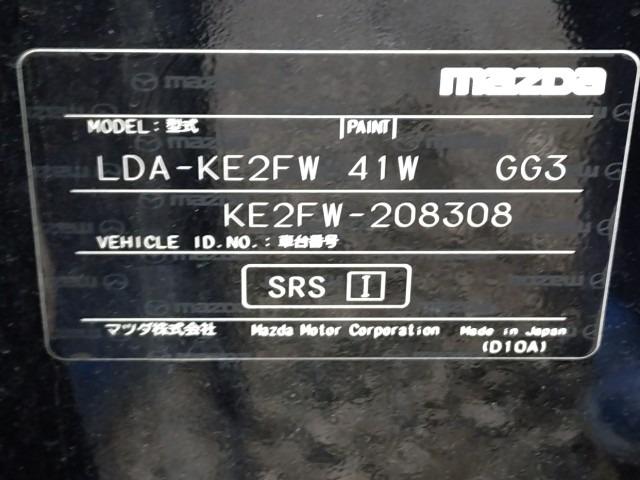 mazda
MODEL:型式 PAINT
LDA-KE2FW 41W GG3
KE2FW-208308
VEHICLE ID.NO.:車台番号
SRS I
マツダ株式会社 Mazda Motor Corporation Made in Japan
(D10A)